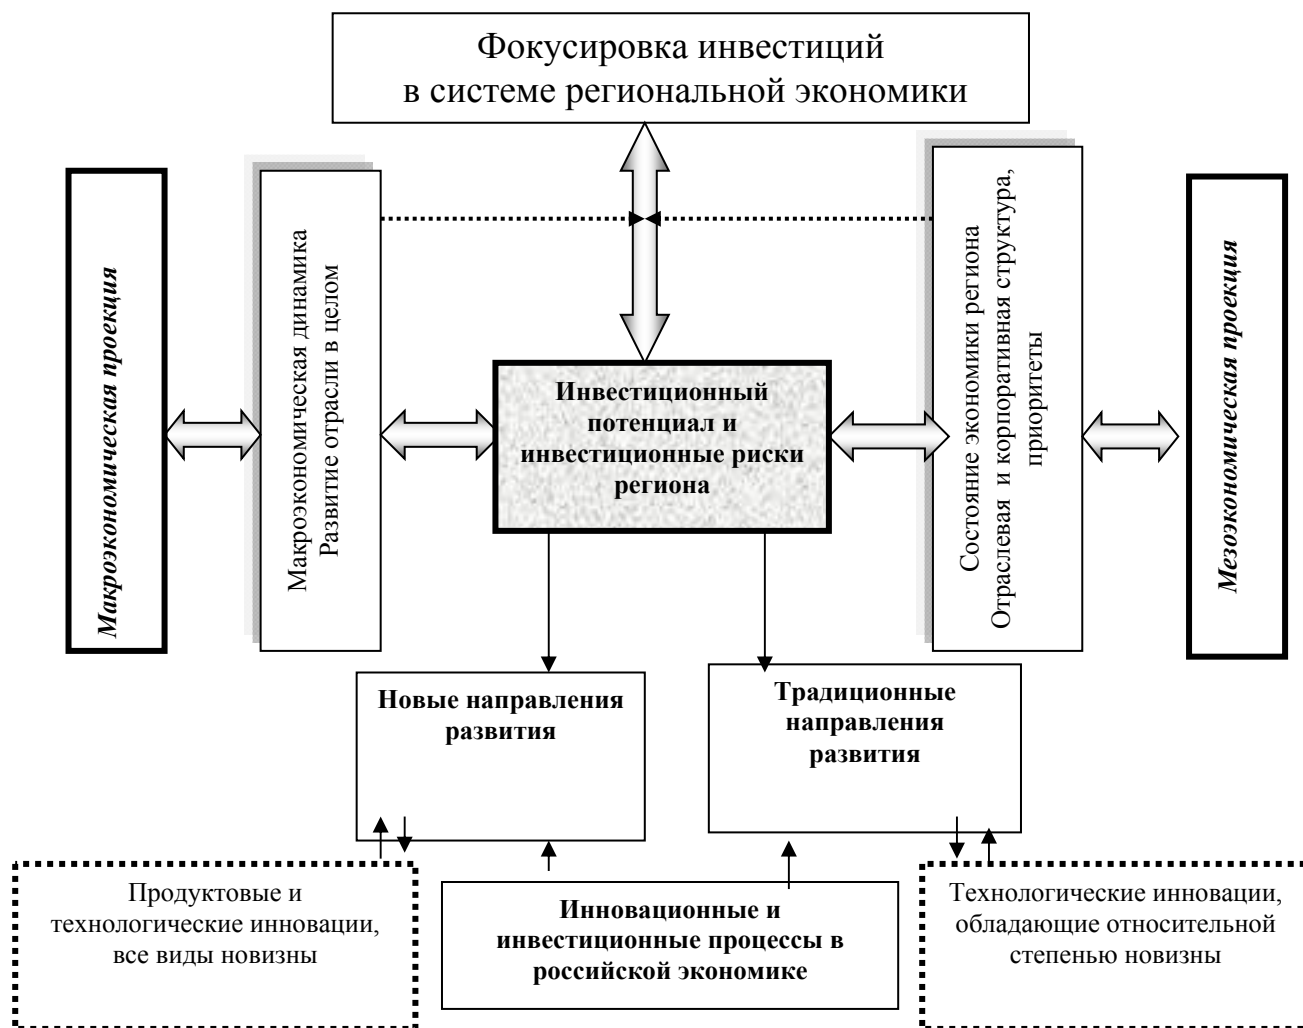 Фокусировка инвестиций
в системе региональной экономики
Макроэкономическая проекция
Макроэкономическая динамика
Развитие отрасли в целом
Инвестиционный
потенциал и
инвестиционные риски
региона
Состояние экономики региона
Отраслевая и корпоративная структура,
приоритеты
Мезоэкономическая проекция
Новые направления
развития
Традиционные
направления
развития
Продуктовые и
технологические инновации,
все виды новизны
Инновационные и
инвестиционные процессы в
российской экономике
Технологические инновации,
обладающие относительной
степенью новизны